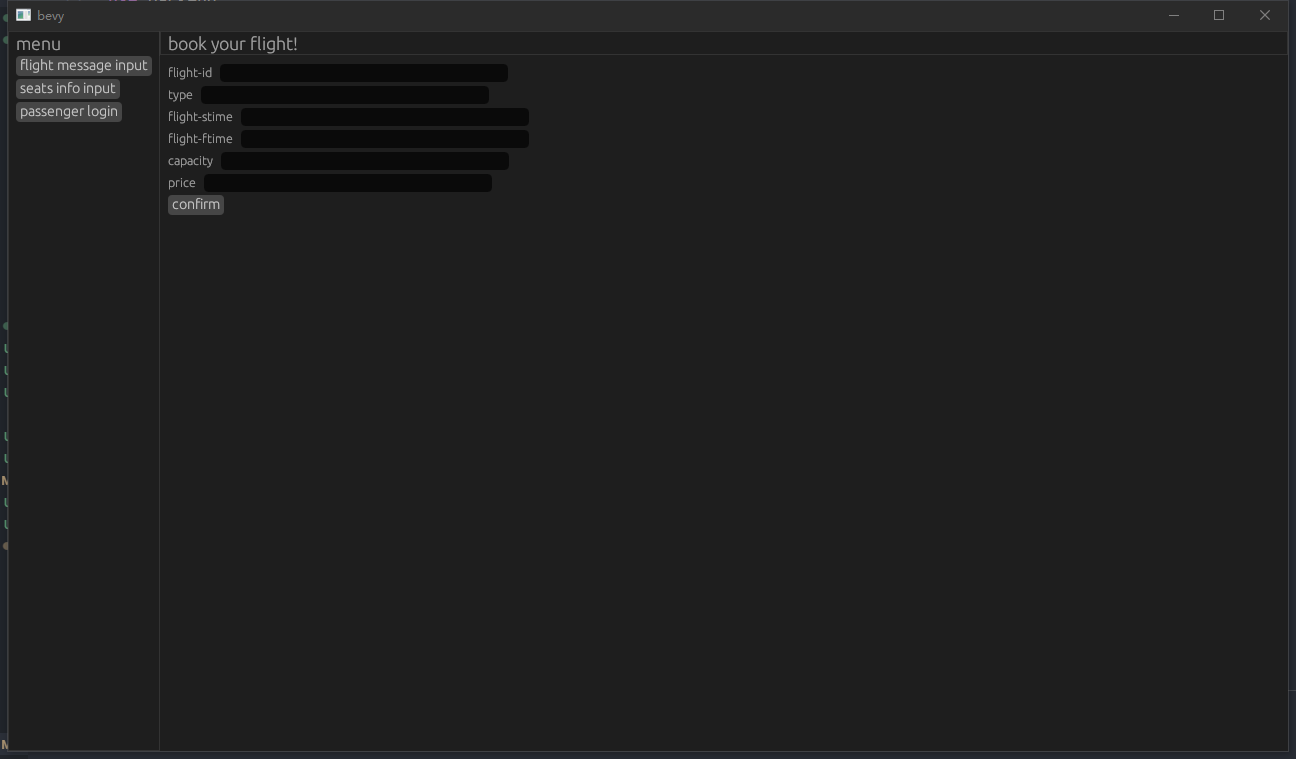 bevy
menu
flight message input
seats info input
passenger login
book your flight!
flight-id
type
flight-stime
flight-ftime
capacity
price
confirm